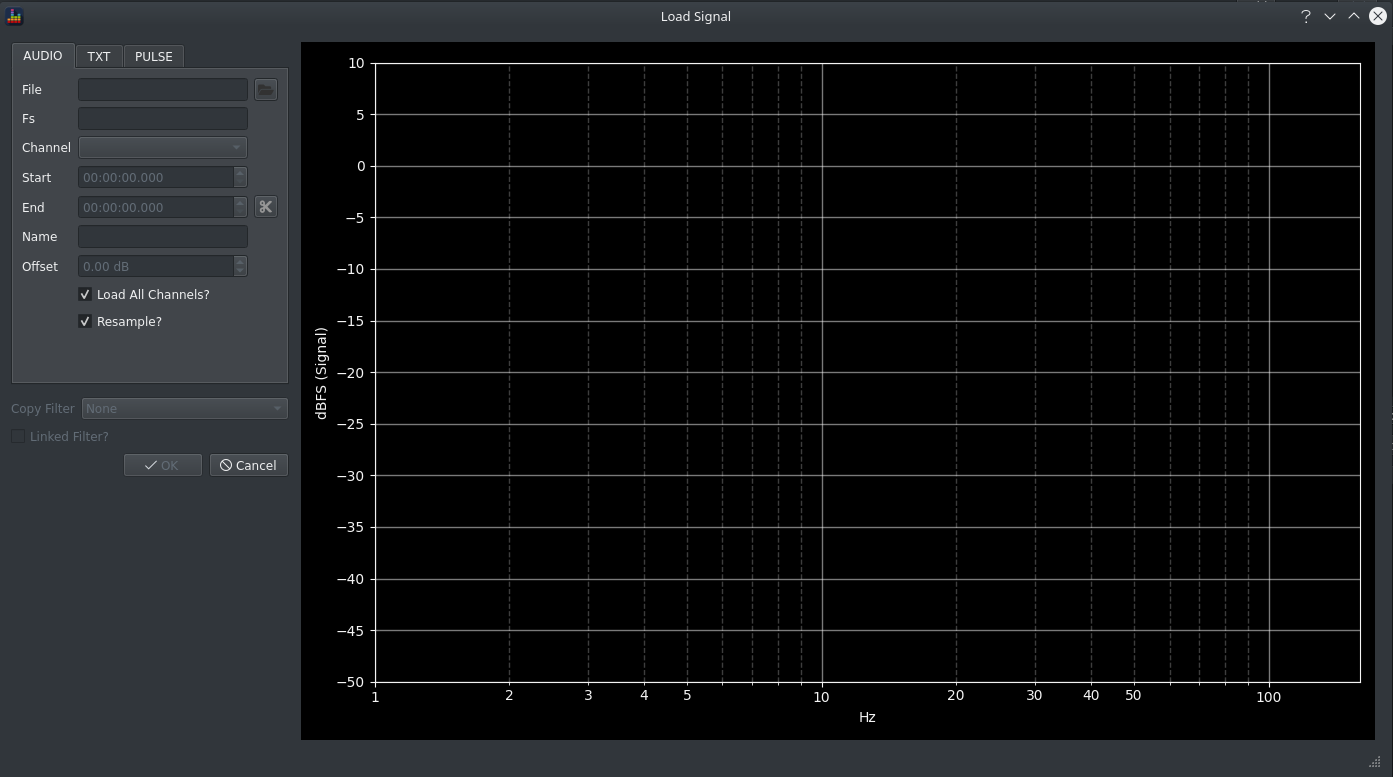 Load Signal
AUDIO TXT PULSE
File
Fs
Channel
Start 00:00:00.000
End 00:00:00.000
Name
Offset 0.00 dB
Load All Channels?
Resample?
Copy Filter None
Linked Filter?
OK Cancel
10
5
0
−5
−10
−15
−20
−25
−30
−35
−40
−45
−50
dBFS (Signal)
1 2 3 4 5 10 20 30 40 50 100
Hz